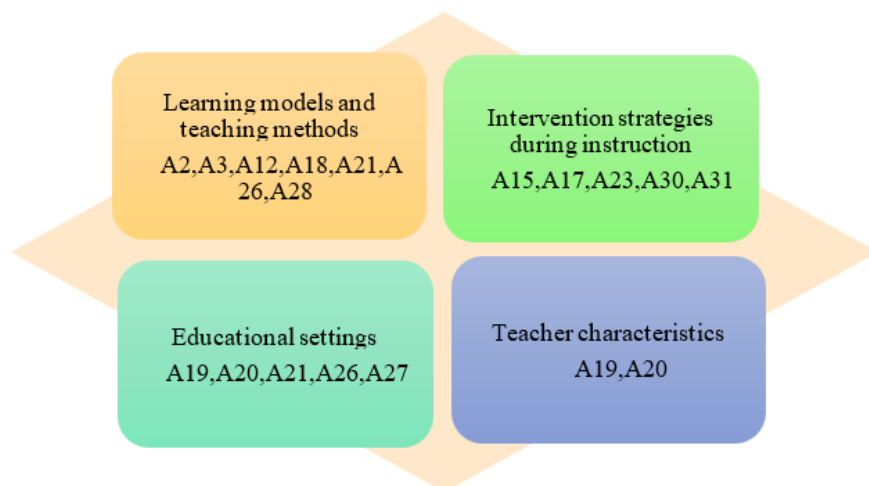 Learning models and
teaching methods
A2,A3,A12,A18,A21,A
26,A28
Intervention strategies
during instruction
A15,A17,A23,A30,A31
Educational settings
A19,A20,A21,A26,A27
Teacher characteristics
A19,A20